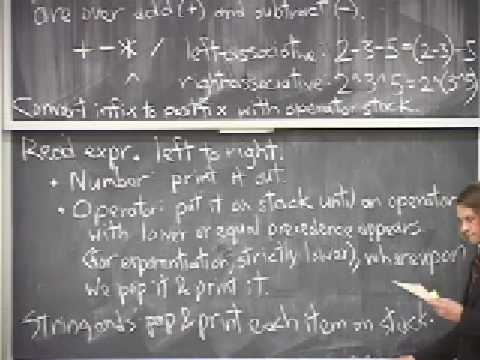 are over add (+) and subtract (-).
+ - * / left-associative: 2-3-5=(2-3)-5
^ right-associative: 2^3^5=2^(3^5)
Convert infix to postfix with operator stack.
Read expr. left to right.
• Number: print it out.
• Operator: put it on stack until an operator
with lower or equal precedence appears
(for exponentiation, strictly lower), whereupon
we pop it & print it.
String ends: pop & print each item on stack.